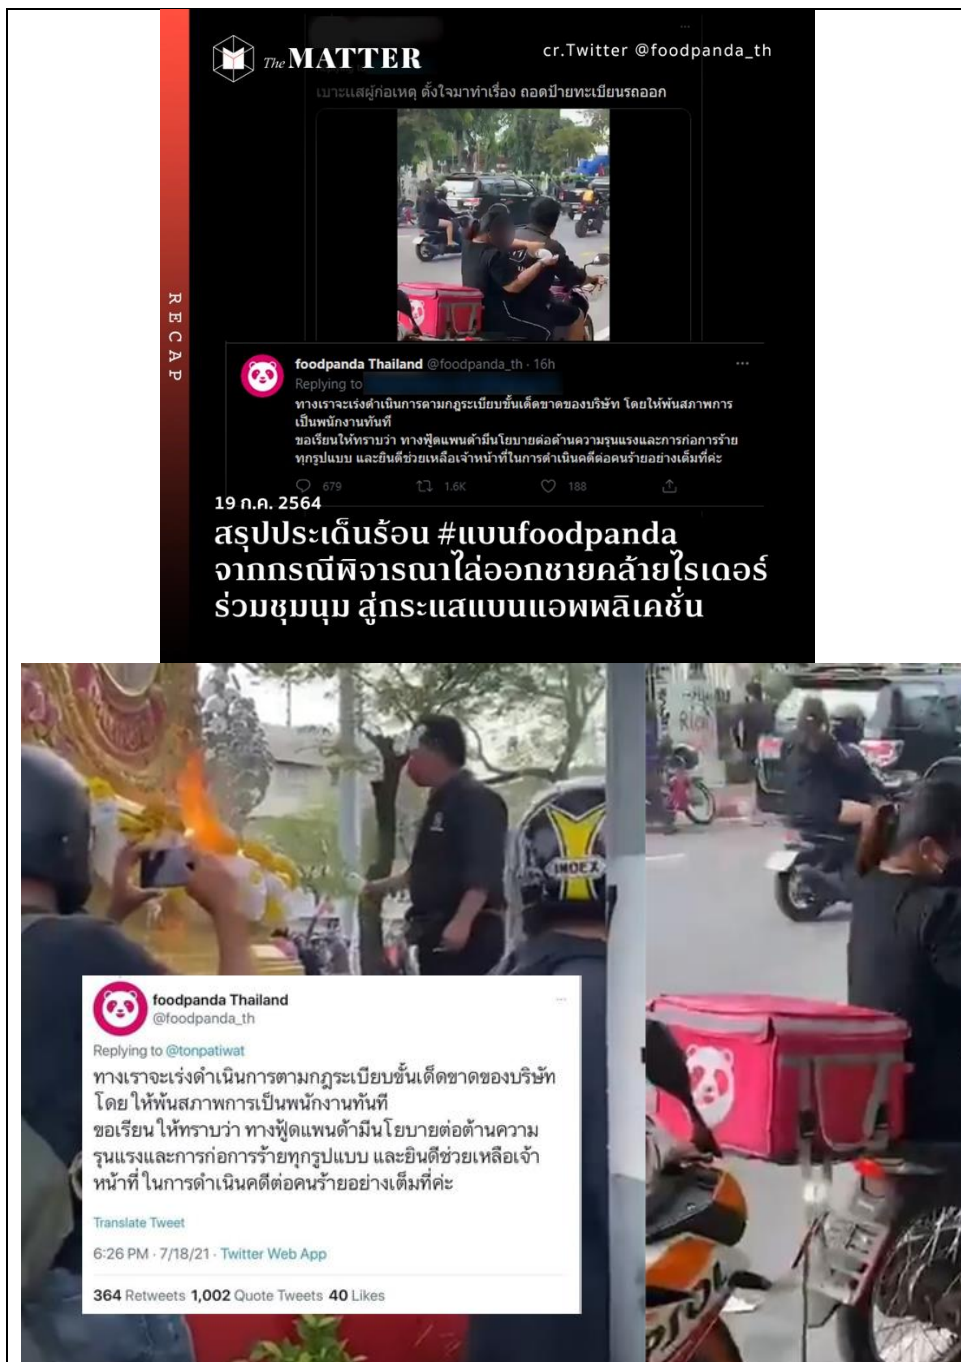 The MATTER
cr.Twitter @foodpanda_th
เบาะแสผู้ก่อเหตุ ตั้งใจมาทำเรื่อง ถอดป้ายทะเบียนรถออก
RECAP
foodpanda Thailand @foodpanda_th · 16h
Replying to
ทางเราจะเร่งดำเนินการตามกฎระเบียบขั้นเด็ดขาดของบริษัท โดยให้พ้นสภาพการ
เป็นพนักงานทันที
ขอเรียนให้ทราบว่า ทางฟู้ดแพนด้ามีนโยบายต่อต้านความรุนแรงและการก่อการร้าย
ทุกรูปแบบ และยินดีช่วยเหลือเจ้าหน้าที่ในการดำเนินคดีต่อคนร้ายอย่างเต็มที่ค่ะ
679 1.6K 188
19 ก.ค. 2564
สรุปประเด็นร้อน #แบนfoodpanda
จากกรณีพิจารณาไล่ออกชายคล้ายไรเดอร์
ร่วมชุมนุม สู่กระแสแบนแอพพลิเคชั่น
INDEX
foodpanda Thailand
@foodpanda_th
Replying to @tonpatiwat
ทางเราจะเร่งดำเนินการตามกฎระเบียบขั้นเด็ดขาดของบริษัท
โดย ให้พ้นสภาพการเป็นพนักงานทันที
ขอเรียน ให้ทราบว่า ทางฟู้ดแพนด้ามีนโยบายต่อต้านความ
รุนแรงและการก่อการร้ายทุกรูปแบบ และยินดีช่วยเหลือเจ้า
หน้าที่ ในการดำเนินคดีต่อคนร้ายอย่างเต็มที่ค่ะ
Translate Tweet
6:26 PM · 7/18/21 · Twitter Web App
364 Retweets 1,002 Quote Tweets 40 Likes